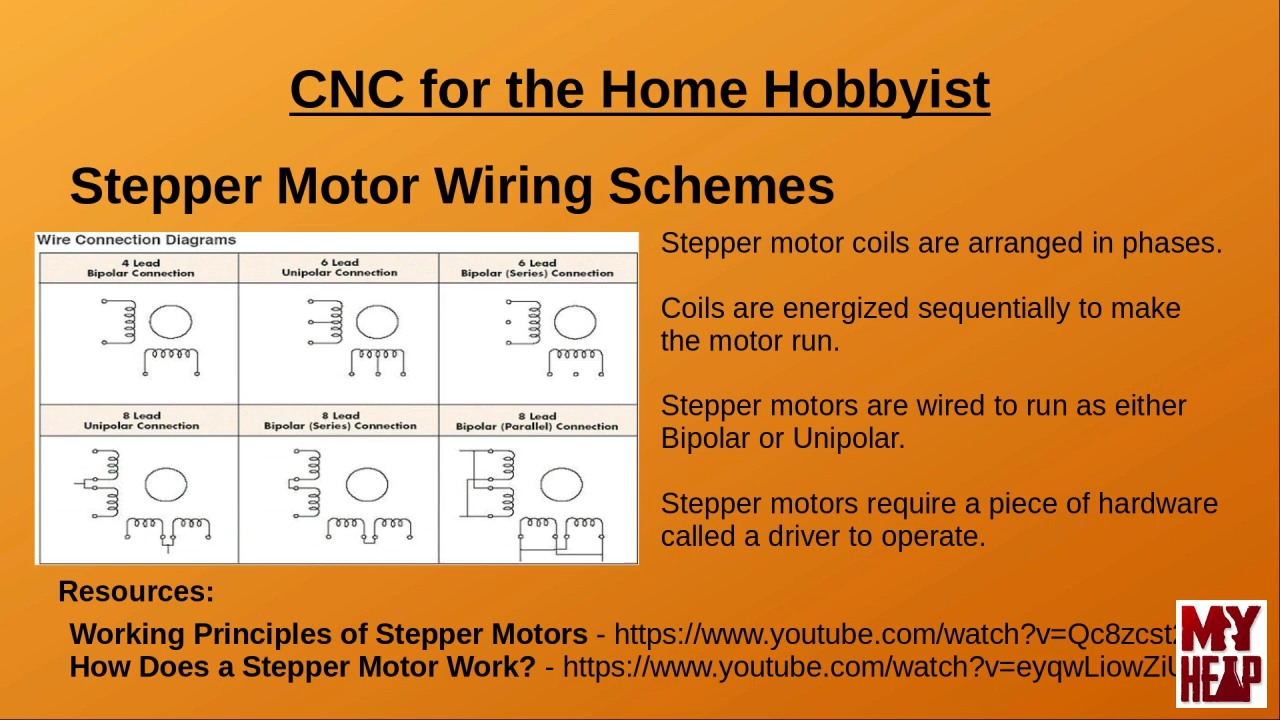 CNC for the Home Hobbyist
Stepper Motor Wiring Schemes
Wire Connection Diagrams
4 Lead
Bipolar Connection
6 Lead
Unipolar Connection
6 Lead
Bipolar (Series) Connection
8 Lead
Unipolar Connection
8 Lead
Bipolar (Series) Connection
8 Lead
Bipolar (Parallel) Connection
Stepper motor coils are arranged in phases.
Coils are energized sequentially to make
the motor run.
Stepper motors are wired to run as either
Bipolar or Unipolar.
Stepper motors require a piece of hardware
called a driver to operate.
Resources:
Working Principles of Stepper Motors - https://www.youtube.com/watch?v=Qc8zcst
How Does a Stepper Motor Work? - https://www.youtube.com/watch?v=eyqwLiowZi
MY
HEAP